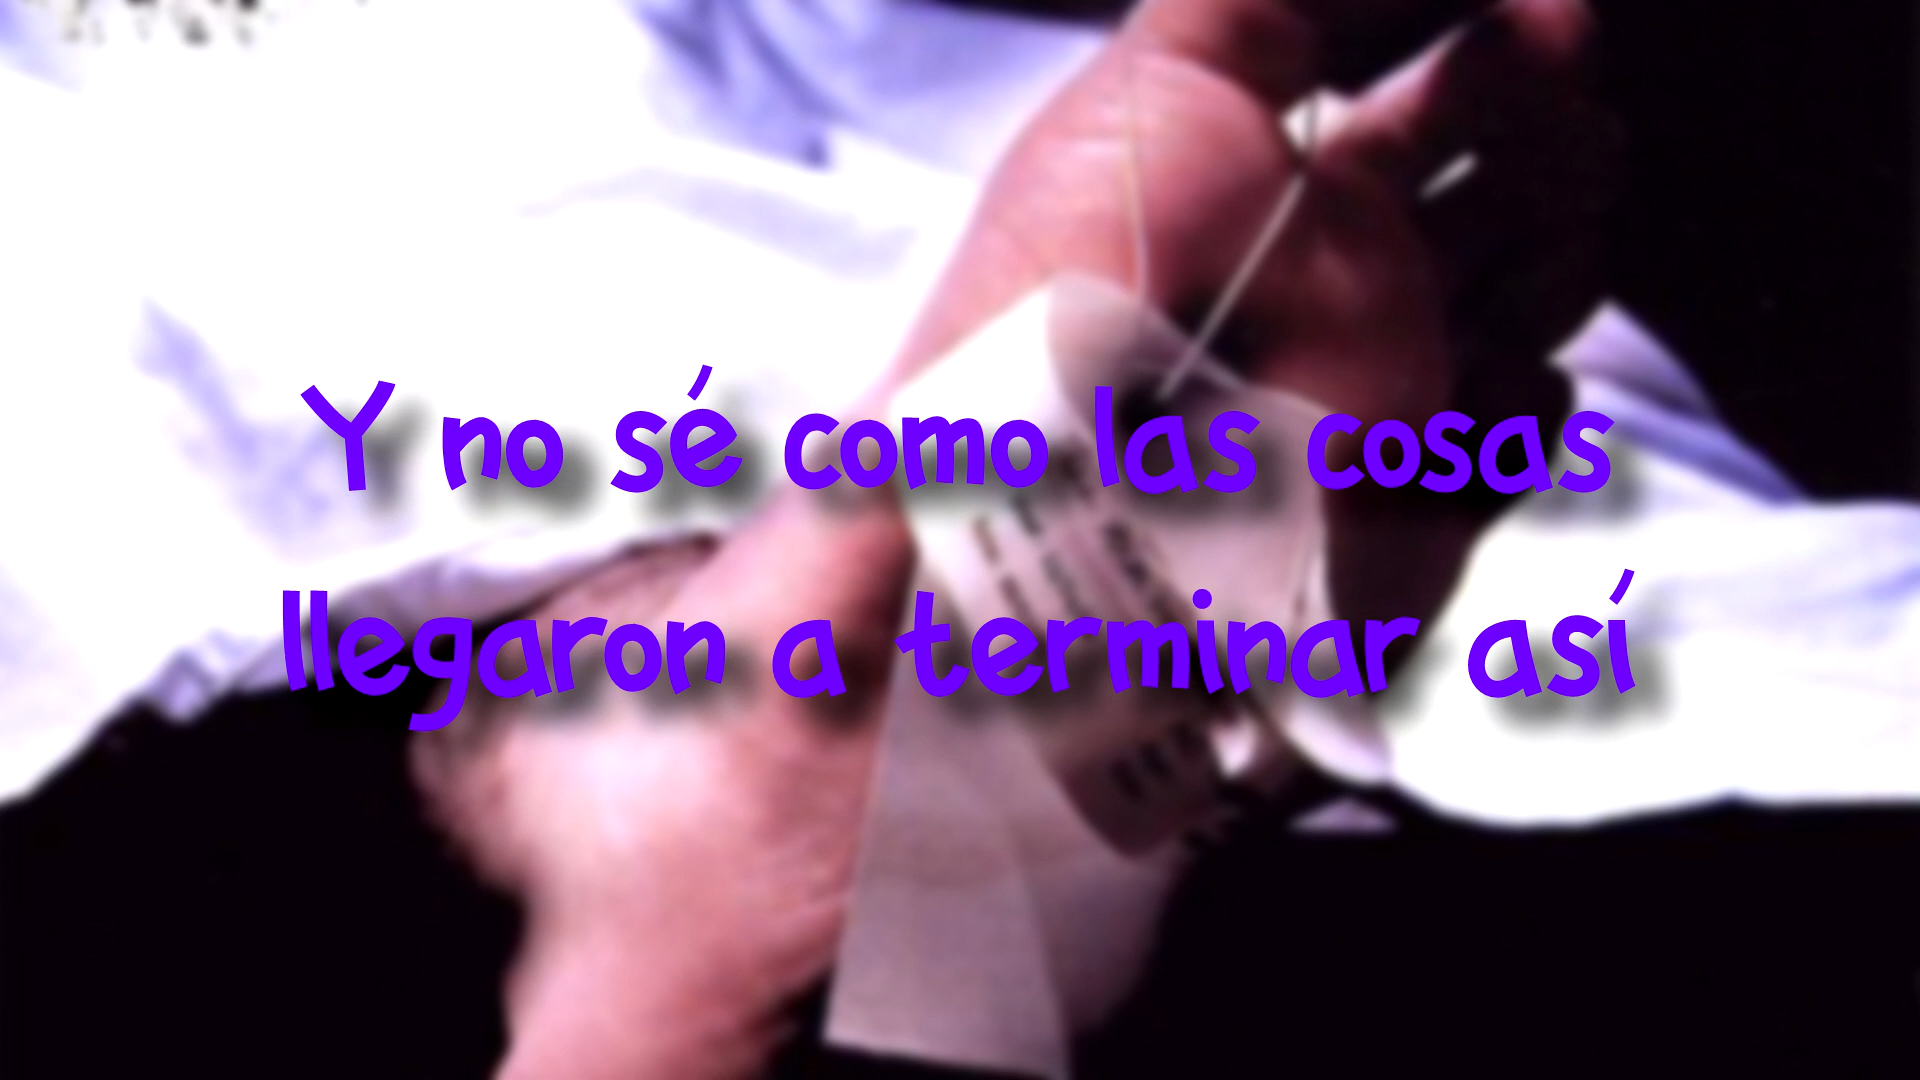 Y no sé como las cosas
llegaron a terminar así